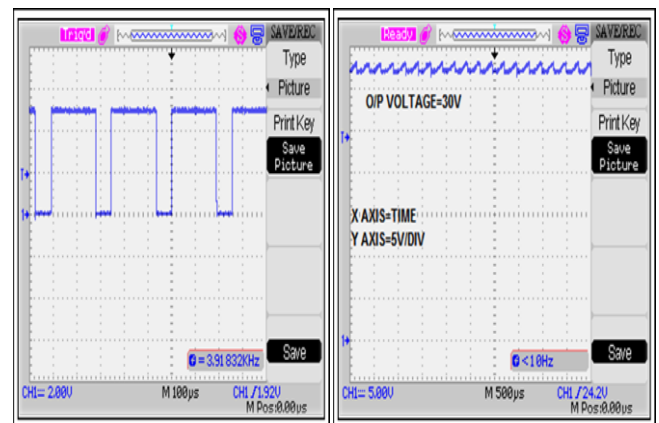 Trig'd SAVE/REC
Type
Picture
Print Key
Save
Picture
T
1
= 3.91832KHz
Save
CH1 2.00V M 100µs CH1 / 1.92V
M Pos:0.00µs
Ready SAVE/REC
Type
Picture
O/P VOLTAGE=30V
Print Key
T
Save
Picture
X AXIS=TIME
Y AXIS=5V/DIV
1
<10Hz
Save
CH1 5.00V M 500µs CH1 / 24.2V
M Pos:0.00µs